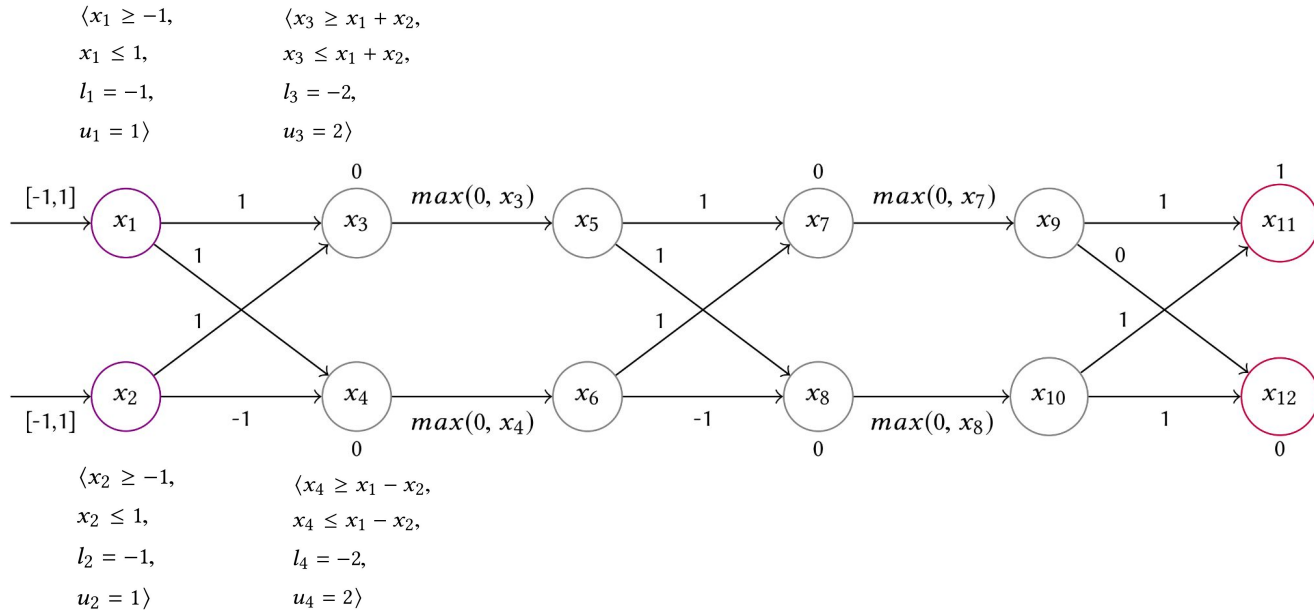 ⟨x₁ ≥ −1,
x₁ ≤ 1,
l₁ = −1,
u₁ = 1⟩
⟨x₃ ≥ x₁ + x₂,
x₃ ≤ x₁ + x₂,
l₃ = −2,
u₃ = 2⟩
0
0
1
[-1,1]
1
max(0, x₃)
1
max(0, x₇)
1
x₁
x₃
x₅
x₇
x₉
x₁₁
1
1
0
1
1
1
x₂
x₄
x₆
x₈
x₁₀
x₁₂
[-1,1]
-1
max(0, x₄)
-1
max(0, x₈)
1
0
0
0
⟨x₂ ≥ −1,
x₂ ≤ 1,
l₂ = −1,
u₂ = 1⟩
⟨x₄ ≥ x₁ − x₂,
x₄ ≤ x₁ − x₂,
l₄ = −2,
u₄ = 2⟩